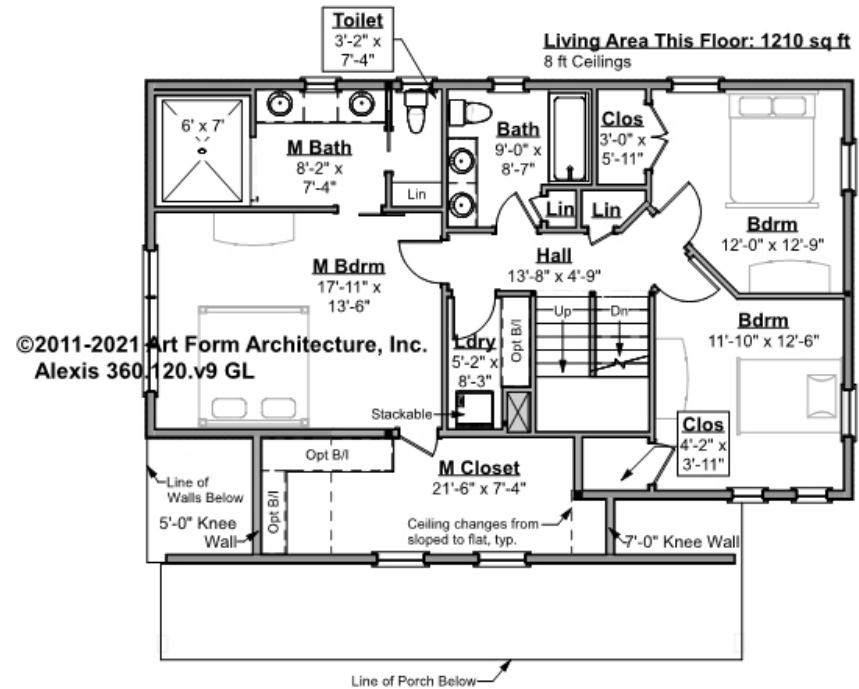 Toilet
3'-2" x
7'-4"
Living Area This Floor: 1210 sq ft
8 ft Ceilings
6' x 7'
M Bath
8'-2" x
7'-4"
Lin
Bath
9'-0" x
8'-7"
Clos
3'-0" x
5'-11"
Lin
Lin
Bdrm
12'-0" x 12'-9"
M Bdrm
17'-11" x
13'-6"
Hall
13'-8" x 4'-9"
©2011-2021 Art Form Architecture, Inc.
Alexis 360.120.v9 GL
Ldry
5'-2" x
8'-3"
Opt B/I
Up
Dn
Bdrm
11'-10" x 12'-6"
Stackable
Clos
4'-2" x
3'-11"
Opt B/I
Opt B/I
M Closet
21'-6" x 7'-4"
Line of
Walls Below
5'-0" Knee
Wall
Ceiling changes from
sloped to flat, typ.
7'-0" Knee Wall
Line of Porch Below